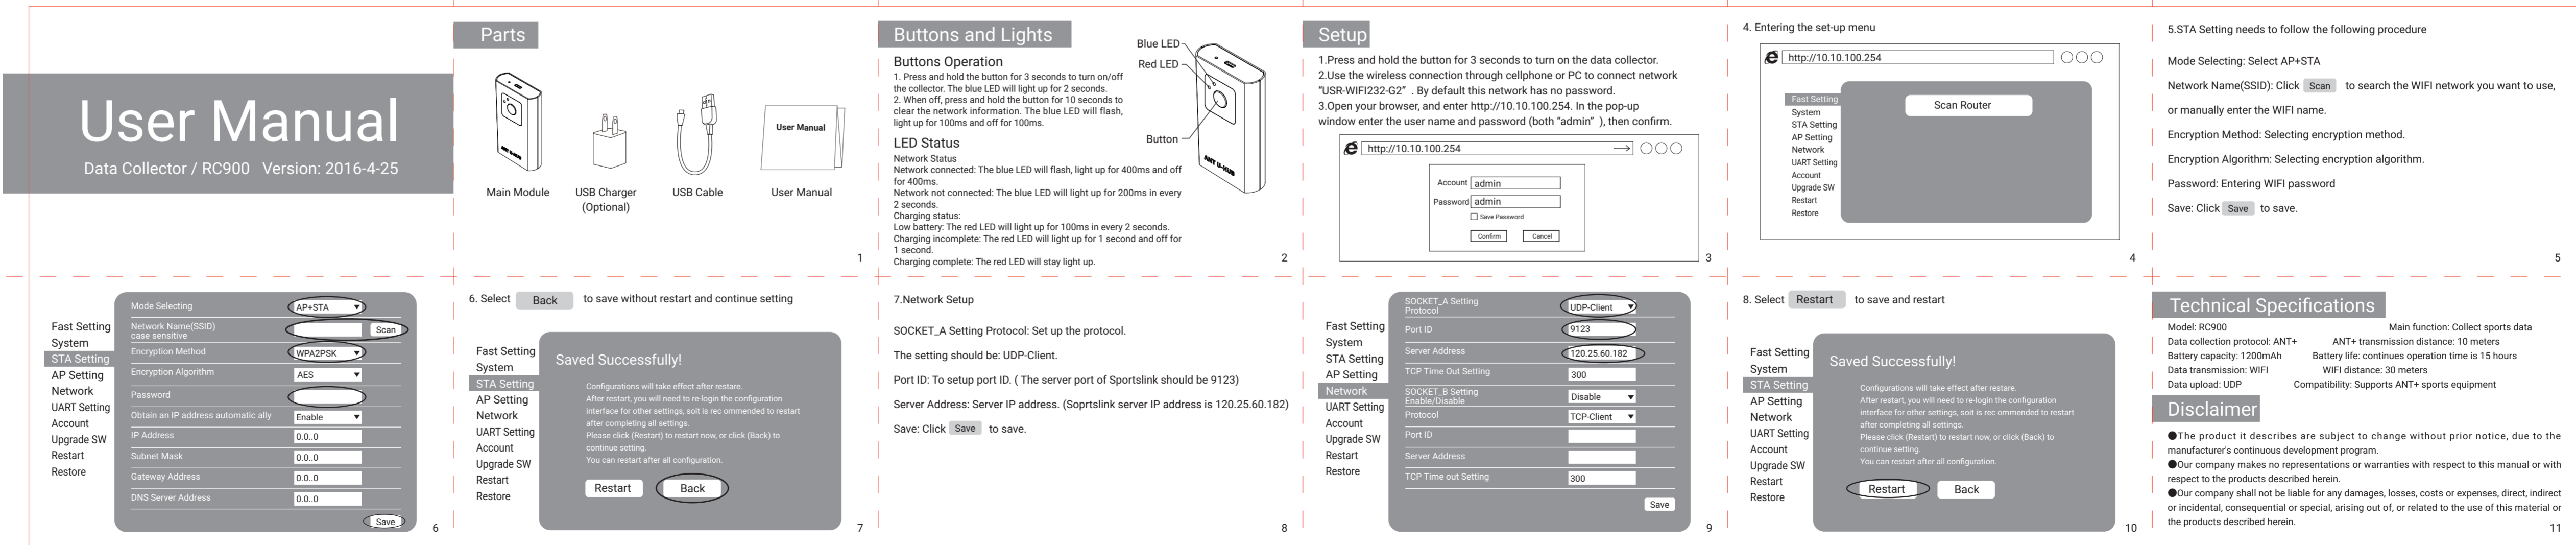 User Manual
Data Collector / RC900 Version: 2016-4-25
Parts
ANT U-HUB
User Manual
Main Module
USB Charger
(Optional)
USB Cable
User Manual
1
Buttons and Lights
Buttons Operation
1. Press and hold the button for 3 seconds to turn on/off
the collector. The blue LED will light up for 2 seconds.
2. When off, press and hold the button for 10 seconds to
clear the network information. The blue LED will flash,
light up for 100ms and off for 100ms.
LED Status
Network Status
Network connected: The blue LED will flash, light up for 400ms and off
for 400ms.
Network not connected: The blue LED will light up for 200ms in every
2 seconds.
Charging status:
Low battery: The red LED will light up for 100ms in every 2 seconds.
Charging incomplete: The red LED will light up for 1 second and off for
1 second.
Charging complete: The red LED will stay light up.
Blue LED
Red LED
Button
ANT U-HUB
2
Setup
1.Press and hold the button for 3 seconds to turn on the data collector.
2.Use the wireless connection through cellphone or PC to connect network
“USR-WIFI232-G2” . By default this network has no password.
3.Open your browser, and enter http://10.10.100.254. In the pop-up
window enter the user name and password (both “admin” ), then confirm.
http://10.10.100.254
Account admin
Password admin
Save Password
Confirm Cancel
3
4. Entering the set-up menu
http://10.10.100.254
Fast Setting
System
STA Setting
AP Setting
Network
UART Setting
Account
Upgrade SW
Restart
Restore
Scan Router
4
5.STA Setting needs to follow the following procedure
Mode Selecting: Select AP+STA
Network Name(SSID): Click Scan to search the WIFI network you want to use,
or manually enter the WIFI name.
Encryption Method: Selecting encryption method.
Encryption Algorithm: Selecting encryption algorithm.
Password: Entering WIFI password
Save: Click Save to save.
5
Fast Setting
System
STA Setting
AP Setting
Network
UART Setting
Account
Upgrade SW
Restart
Restore
Mode Selecting AP+STA
Network Name(SSID)
case sensitive Scan
Encryption Method WPA2PSK
Encryption Algorithm AES
Password
Obtain an IP address automatic ally Enable
IP Address 0.0..0
Subnet Mask 0.0..0
Gateway Address 0.0..0
DNS Server Address 0.0..0
Save
6
6. Select Back to save without restart and continue setting
Fast Setting
System
STA Setting
AP Setting
Network
UART Setting
Account
Upgrade SW
Restart
Restore
Saved Successfully!
Configurations will take effect after restare.
After restart, you will need to re-login the configuration
interface for other settings, soit is rec ommended to restart
after completing all settings.
Please click (Restart) to restart now, or click (Back) to
continue setting.
You can restart after all configuration.
Restart Back
7
7.Network Setup
SOCKET_A Setting Protocol: Set up the protocol.
The setting should be: UDP-Client.
Port ID: To setup port ID. ( The server port of Sportslink should be 9123)
Server Address: Server IP address. (Soprtslink server IP address is 120.25.60.182)
Save: Click Save to save.
8
Fast Setting
System
STA Setting
AP Setting
Network
UART Setting
Account
Upgrade SW
Restart
Restore
SOCKET_A Setting
Protocol UDP-Client
Port ID 9123
Server Address 120.25.60.182
TCP Time Out Setting 300
SOCKET_B Setting
Enable/Disable Disable
Protocol TCP-Client
Port ID
Server Address
TCP Time out Setting 300
Save
9
8. Select Restart to save and restart
Fast Setting
System
STA Setting
AP Setting
Network
UART Setting
Account
Upgrade SW
Restart
Restore
Saved Successfully!
Configurations will take effect after restare.
After restart, you will need to re-login the configuration
interface for other settings, soit is rec ommended to restart
after completing all settings.
Please click (Restart) to restart now, or click (Back) to
continue setting.
You can restart after all configuration.
Restart Back
10
Technical Specifications
Model: RC900 Main function: Collect sports data
Data collection protocol: ANT+ ANT+ transmission distance: 10 meters
Battery capacity: 1200mAh Battery life: continues operation time is 15 hours
Data transmission: WIFI WIFI distance: 30 meters
Data upload: UDP Compatibility: Supports ANT+ sports equipment
Disclaimer
●The product it describes are subject to change without prior notice, due to the
manufacturer's continuous development program.
●Our company makes no representations or warranties with respect to this manual or with
respect to the products described herein.
●Our company shall not be liable for any damages, losses, costs or expenses, direct, indirect
or incidental, consequential or special, arising out of, or related to the use of this material or
the products described herein.
11